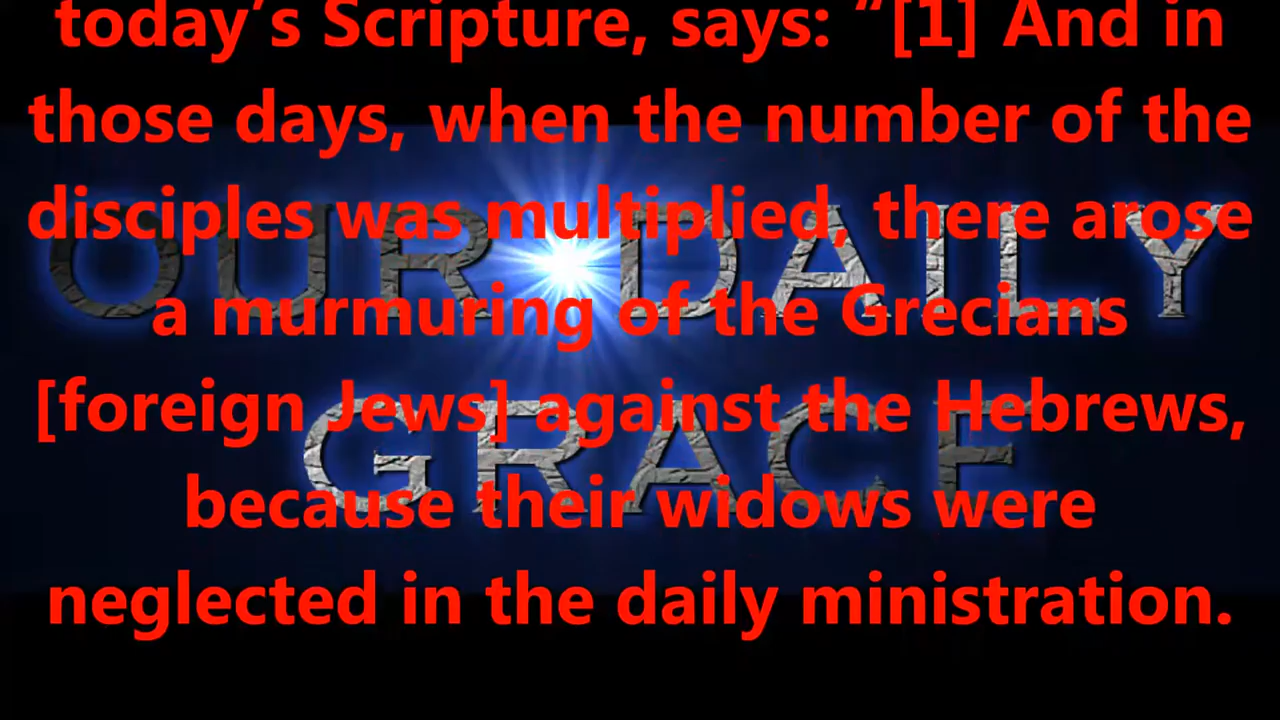 today’s Scripture, says: “[1] And in
those days, when the number of the
disciples was multiplied, there arose
a murmuring of the Grecians
[foreign Jews] against the Hebrews,
because their widows were
neglected in the daily ministration.
OUR DAILY
GRACE